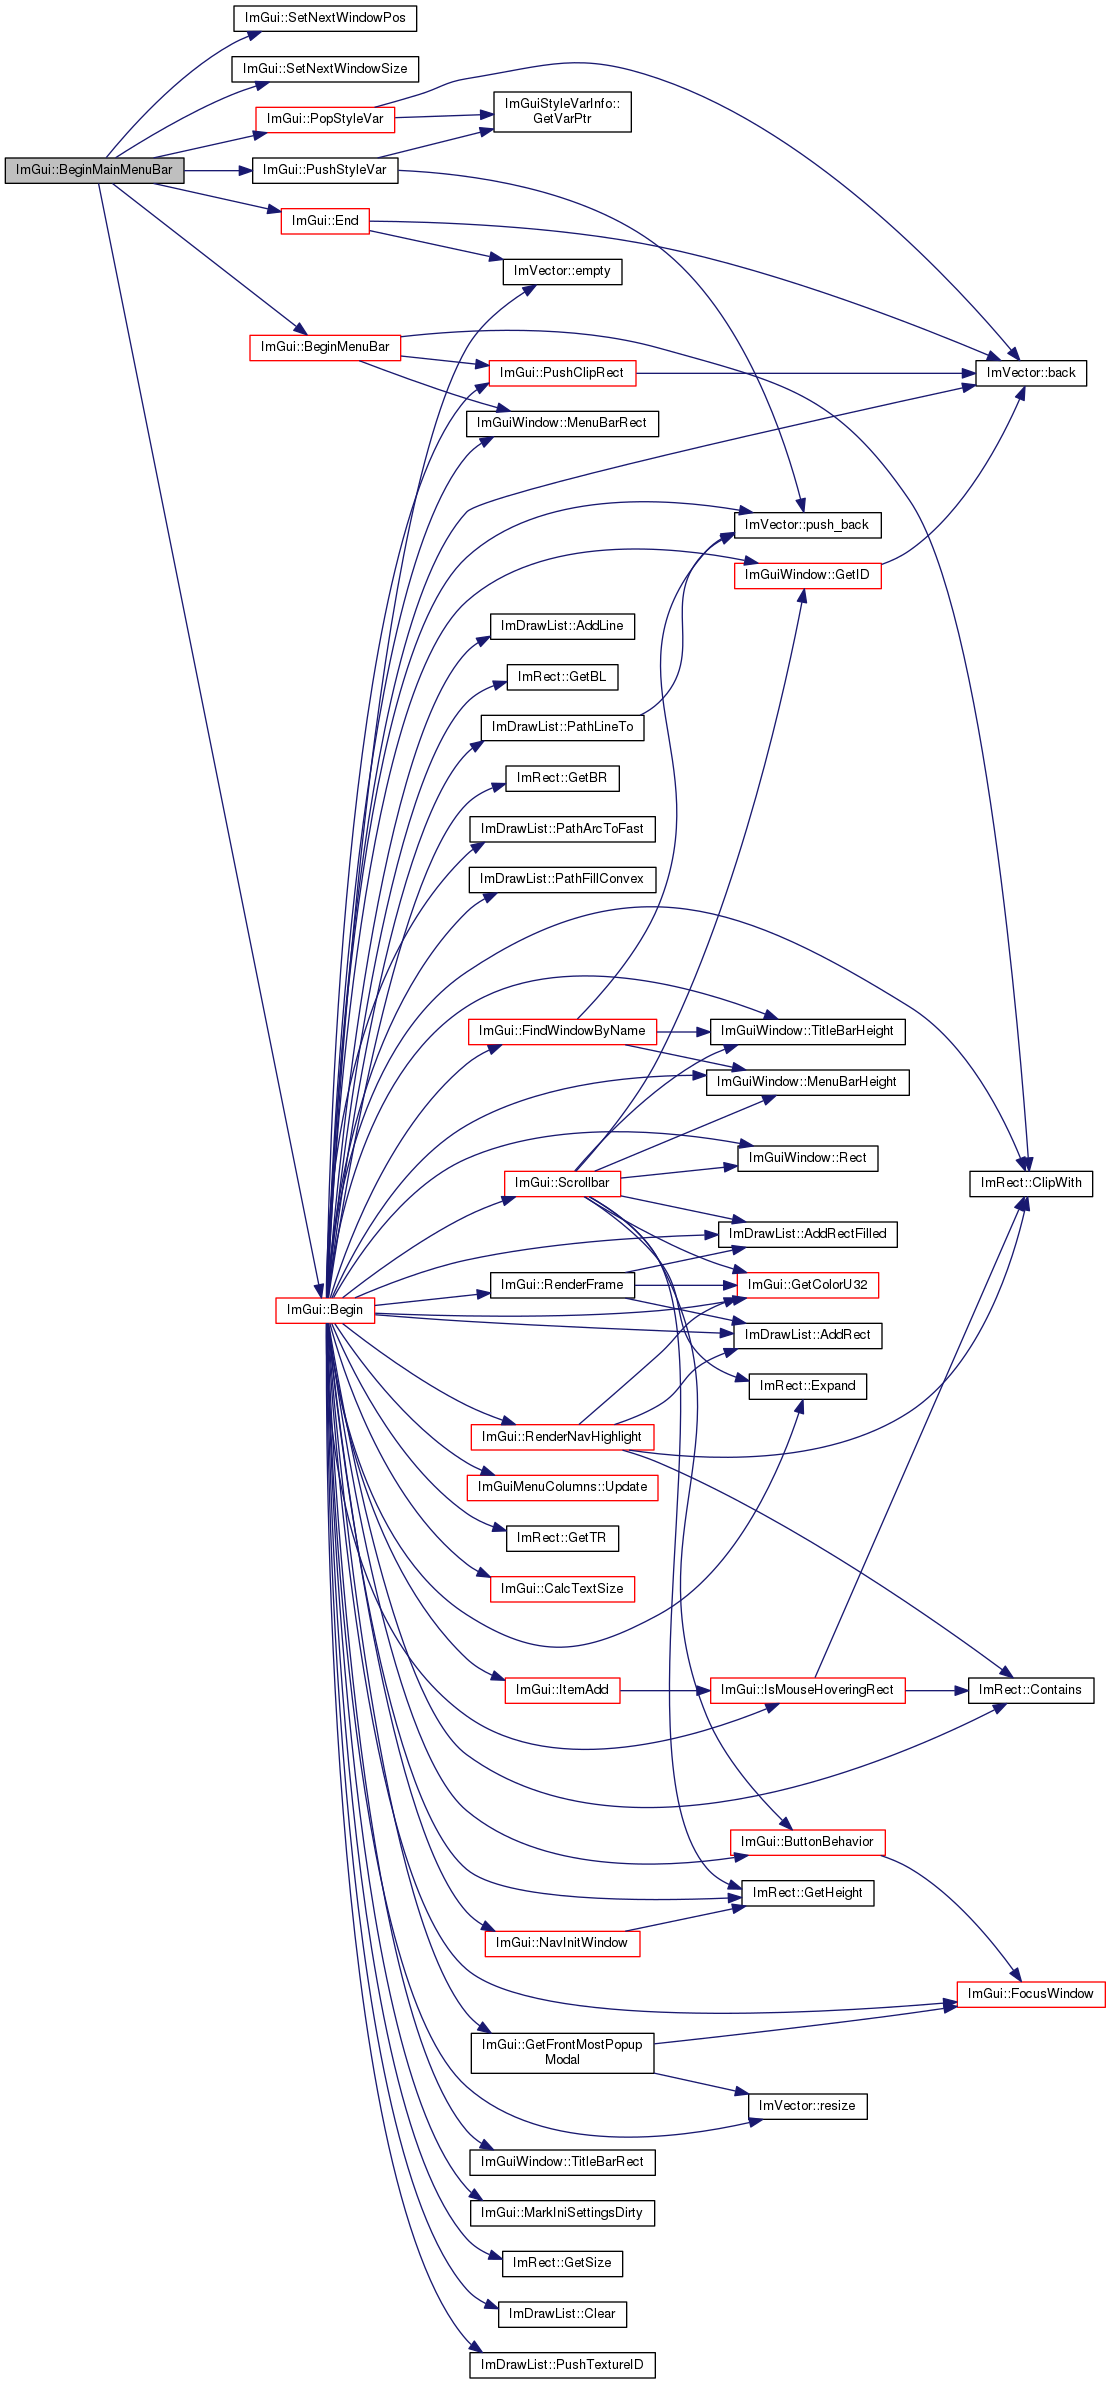 ImGui::SetNextWindowPos
ImGui::SetNextWindowSize
ImGui::PopStyleVar
ImGuiStyleVarInfo::
GetVarPtr
ImGui::BeginMainMenuBar
ImGui::PushStyleVar
ImGui::End
ImVector::empty
ImGui::BeginMenuBar
ImGui::PushClipRect
ImVector::back
ImGuiWindow::MenuBarRect
ImVector::push_back
ImGuiWindow::GetID
ImDrawList::AddLine
ImRect::GetBL
ImDrawList::PathLineTo
ImRect::GetBR
ImDrawList::PathArcToFast
ImDrawList::PathFillConvex
ImGui::FindWindowByName
ImGuiWindow::TitleBarHeight
ImGuiWindow::MenuBarHeight
ImGuiWindow::Rect
ImGui::Scrollbar
ImRect::ClipWith
ImDrawList::AddRectFilled
ImGui::RenderFrame
ImGui::GetColorU32
ImGui::Begin
ImDrawList::AddRect
ImRect::Expand
ImGui::RenderNavHighlight
ImGuiMenuColumns::Update
ImRect::GetTR
ImGui::CalcTextSize
ImGui::ItemAdd
ImGui::IsMouseHoveringRect
ImRect::Contains
ImGui::ButtonBehavior
ImRect::GetHeight
ImGui::NavInitWindow
ImGui::FocusWindow
ImGui::GetFrontMostPopup
Modal
ImVector::resize
ImGuiWindow::TitleBarRect
ImGui::MarkIniSettingsDirty
ImRect::GetSize
ImDrawList::Clear
ImDrawList::PushTextureID